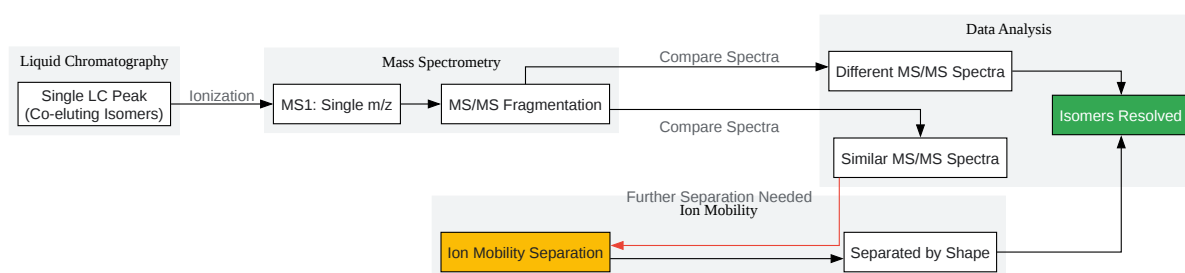 Data Analysis
Liquid Chromatography
Mass Spectrometry
Compare Spectra
Different MS/MS Spectra
Single LC Peak
(Co-eluting Isomers)
Ionization
MS1: Single m/z
MS/MS Fragmentation
Isomers Resolved
Compare Spectra
Similar MS/MS Spectra
Further Separation Needed
Ion Mobility
Ion Mobility Separation
Separated by Shape